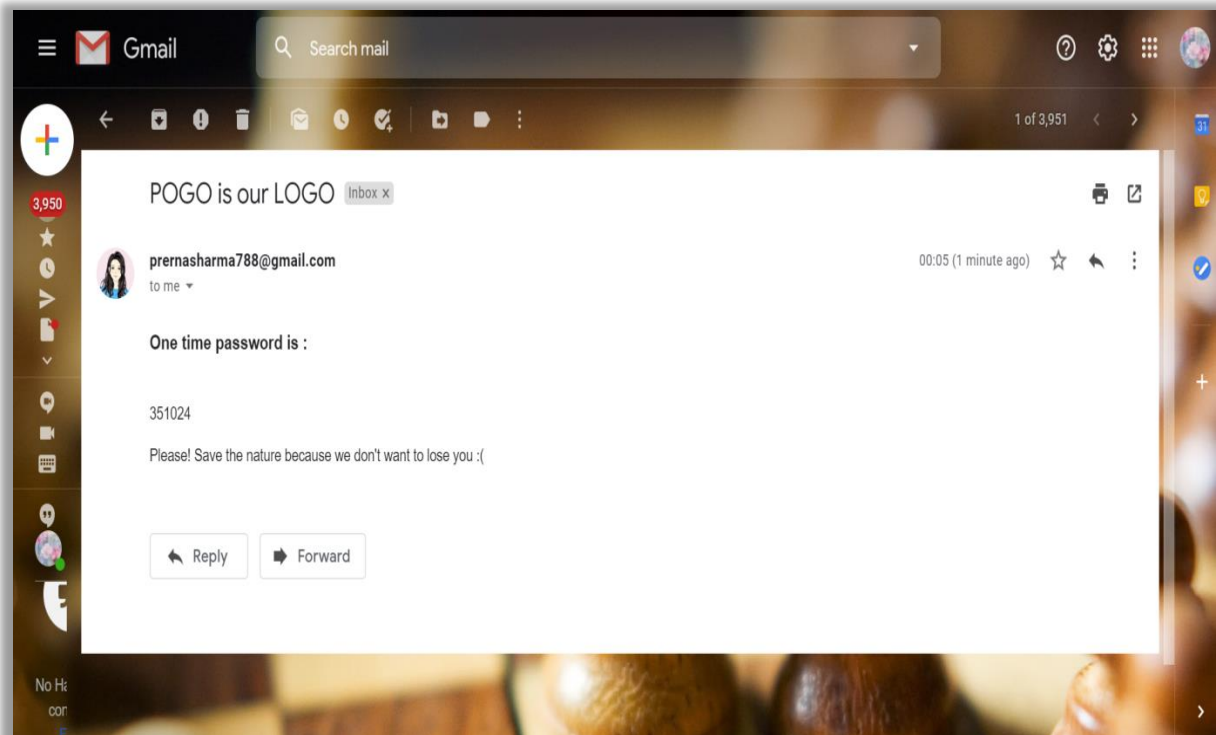 Gmail
Search mail
1 of 3,951
31
3,950
POGO is our LOGO Inbox x
prernasharma788@gmail.com
00:05 (1 minute ago)
to me
One time password is :
351024
Please! Save the nature because we don't want to lose you :(
Reply
Forward
No Ha